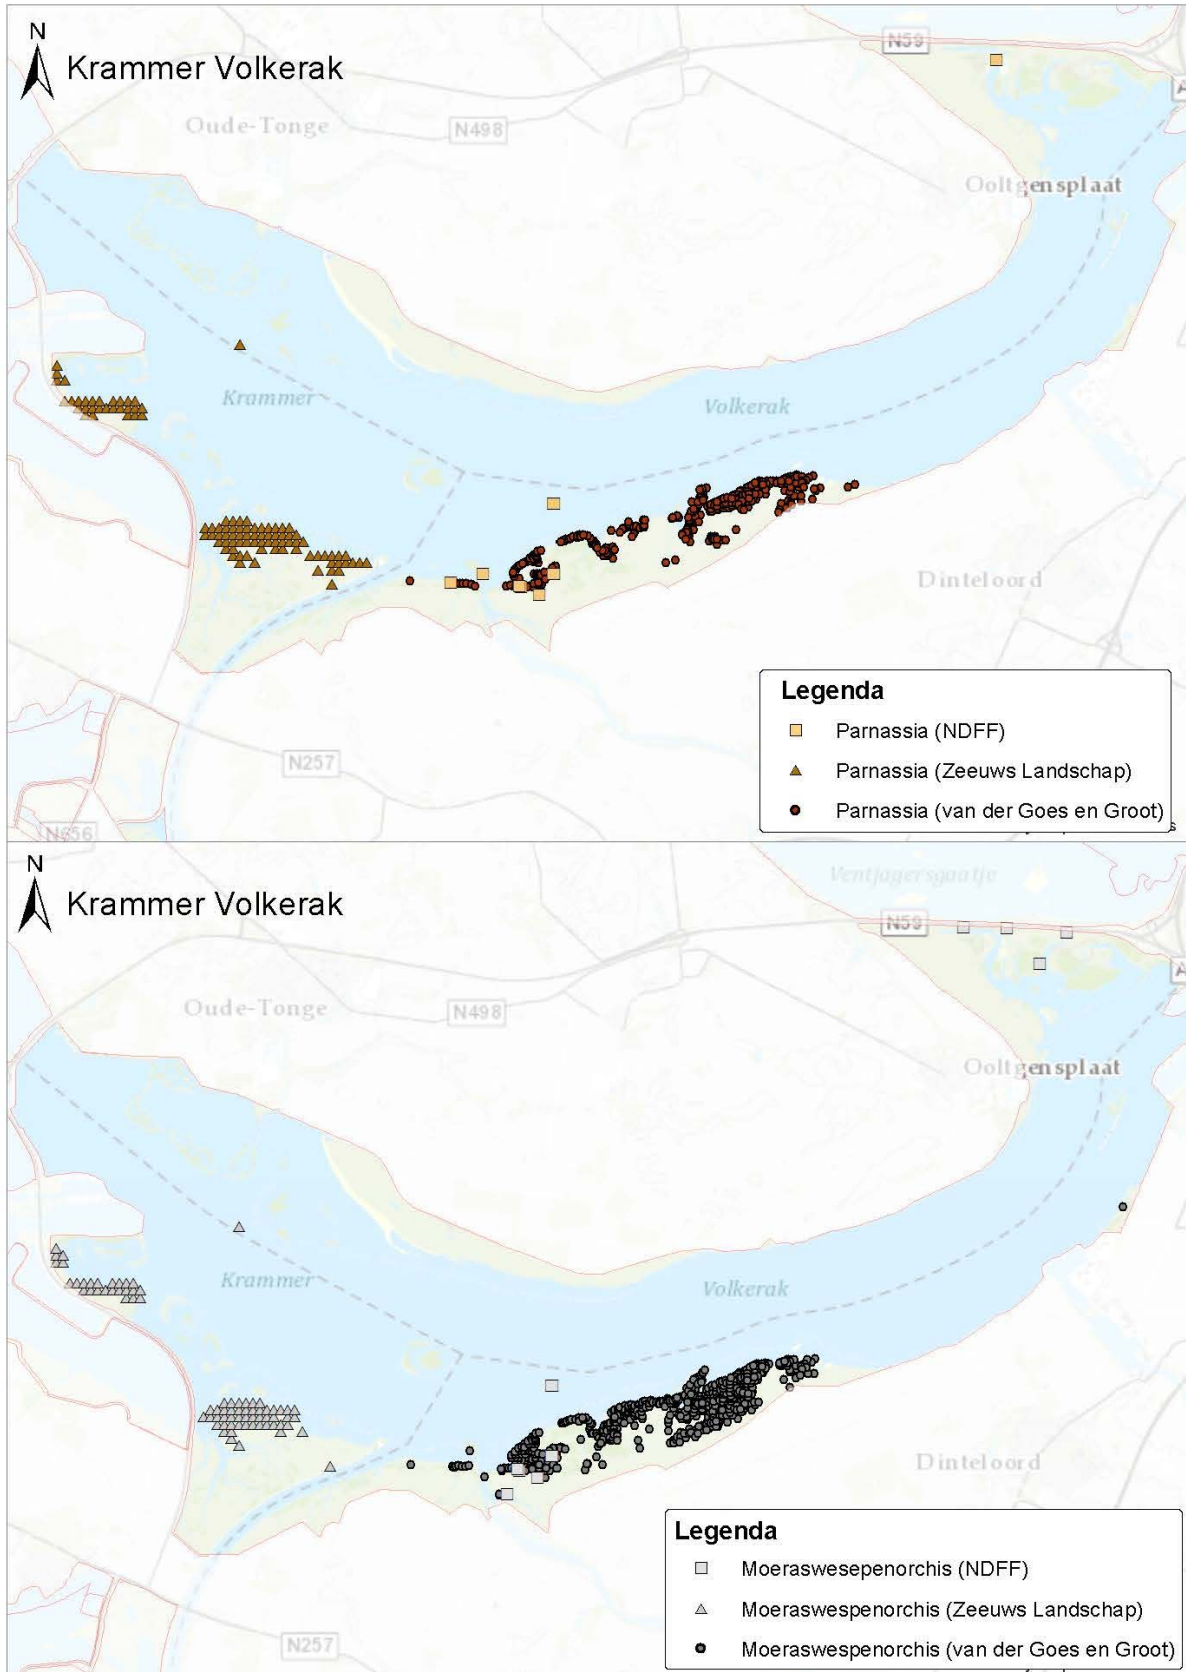 N
Krammer Volkerak
N59
A
Oude-Tonge
N498
Ooltgensplaat
Krammer
Volkerak
Dinteloord
N257
N656
Legenda
Parnassia (NDFF)
Parnassia (Zeeuws Landschap)
Parnassia (van der Goes en Groot)
N
Krammer Volkerak
Ventjagersgaatje
N59
A
Oude-Tonge
N498
Ooltgensplaat
Krammer
Volkerak
Dinteloord
N257
Legenda
Moeraswesepenorchis (NDFF)
Moeraswespenorchis (Zeeuws Landschap)
Moeraswespenorchis (van der Goes en Groot)